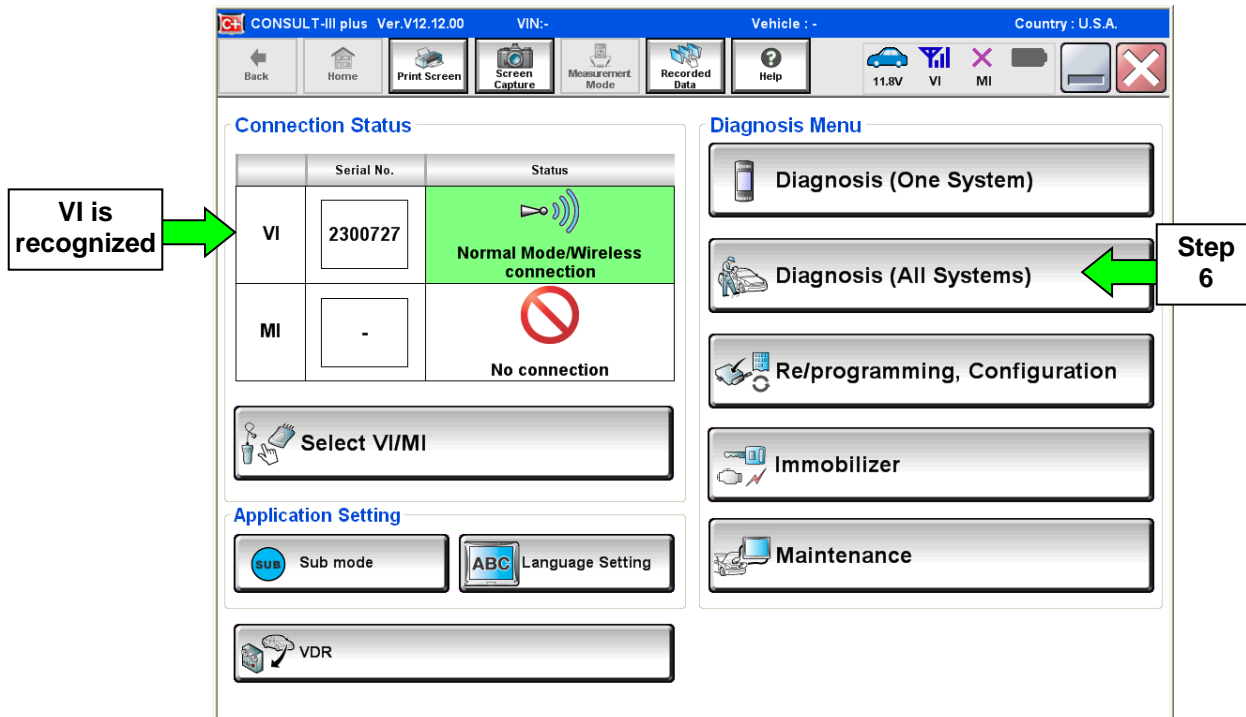 C+ CONSULT-III plus Ver.V12.12.00 VIN:- Vehicle : - Country : U.S.A.
Back
Home
Print Screen
Screen
Capture
Measurement
Mode
Recorded
Data
?
Help
11.8V
VI
MI
Connection Status
Serial No.
Status
VI
2300727
Normal Mode/Wireless
connection
MI
-
No connection
VI is
recognized
Select VI/MI
Application Setting
SUB
Sub mode
ABC
Language Setting
VDR
Diagnosis Menu
Diagnosis (One System)
Diagnosis (All Systems)
Step
6
Re/programming, Configuration
Immobilizer
Maintenance